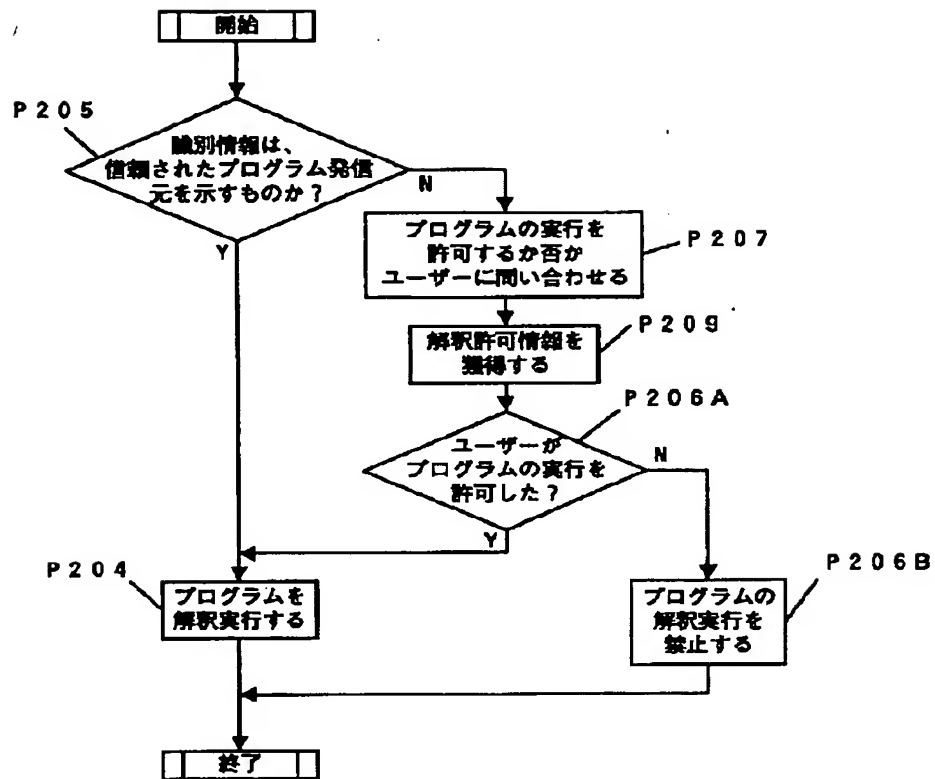 開始
P205
識別情報は、
信頼されたプログラム発信
元を示すものか?
N
Y
プログラムの実行を
許可するか否か
ユーザーに問い合わせる
P207
P209
解釈許可情報を
獲得する
P206A
ユーザーが
プログラムの実行を
許可した?
N
Y
P204
プログラムを
解釈実行する
P206B
プログラムの
解釈実行を
禁止する
終了